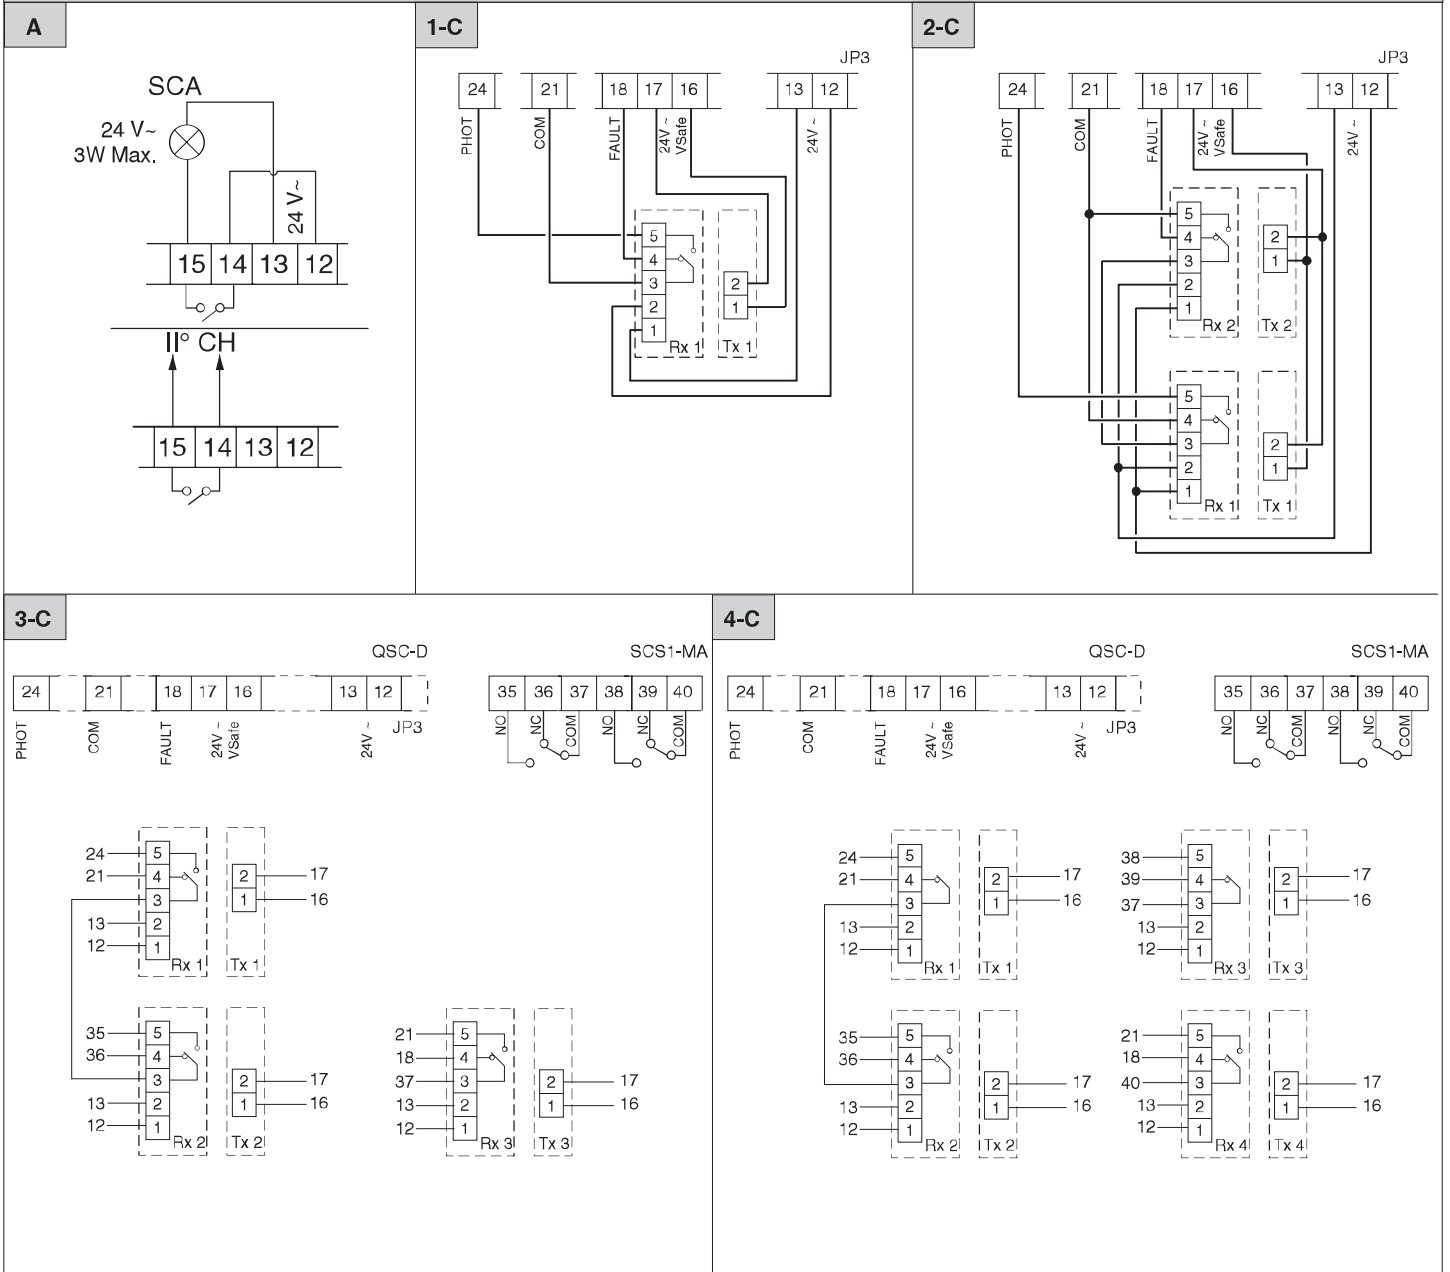 A
SCA
24 V~
3W Max.
24 V~
15 14 13 12
II° CH
15 14 13 12
1-C
JP3
24 21 18 17 16 13 12
PHOT COM FAULT 24V ~ VSafe 24V ~
5
4
3
2
1
Rx 1
2
1
Tx 1
2-C
JP3
24 21 18 17 16 13 12
PHOT COM FAULT 24V ~ VSafe 24V ~
5
4
3
2
1
Rx 2
2
1
Tx 2
5
4
3
2
1
Rx 1
2
1
Tx 1
3-C
QSC-D SCS1-MA
24 21 18 17 16 13 12 35 36 37 38 39 40
PHOT COM FAULT 24V ~ VSafe 24V ~ JP3 NO NC COM NO NC COM
24 5
21 4
3
13 2
12 1
Rx 1
2 17
1 16
Tx 1
35 5
36 4
3
13 2
12 1
Rx 2
2 17
1 16
Tx 2
21 5
18 4
37 3
13 2
12 1
Rx 3
2 17
1 16
Tx 3
4-C
QSC-D SCS1-MA
24 21 18 17 16 13 12 35 36 37 38 39 40
PHOT COM FAULT 24V ~ VSafe 24V ~ JP3 NO NC COM NO NC COM
24 5
21 4
3
13 2
12 1
Rx 1
2 17
1 16
Tx 1
38 5
39 4
37 3
13 2
12 1
Rx 3
2 17
1 16
Tx 3
35 5
36 4
3
13 2
12 1
Rx 2
2 17
1 16
Tx 2
21 5
18 4
40 3
13 2
12 1
Rx 4
2 17
1 16
Tx 4